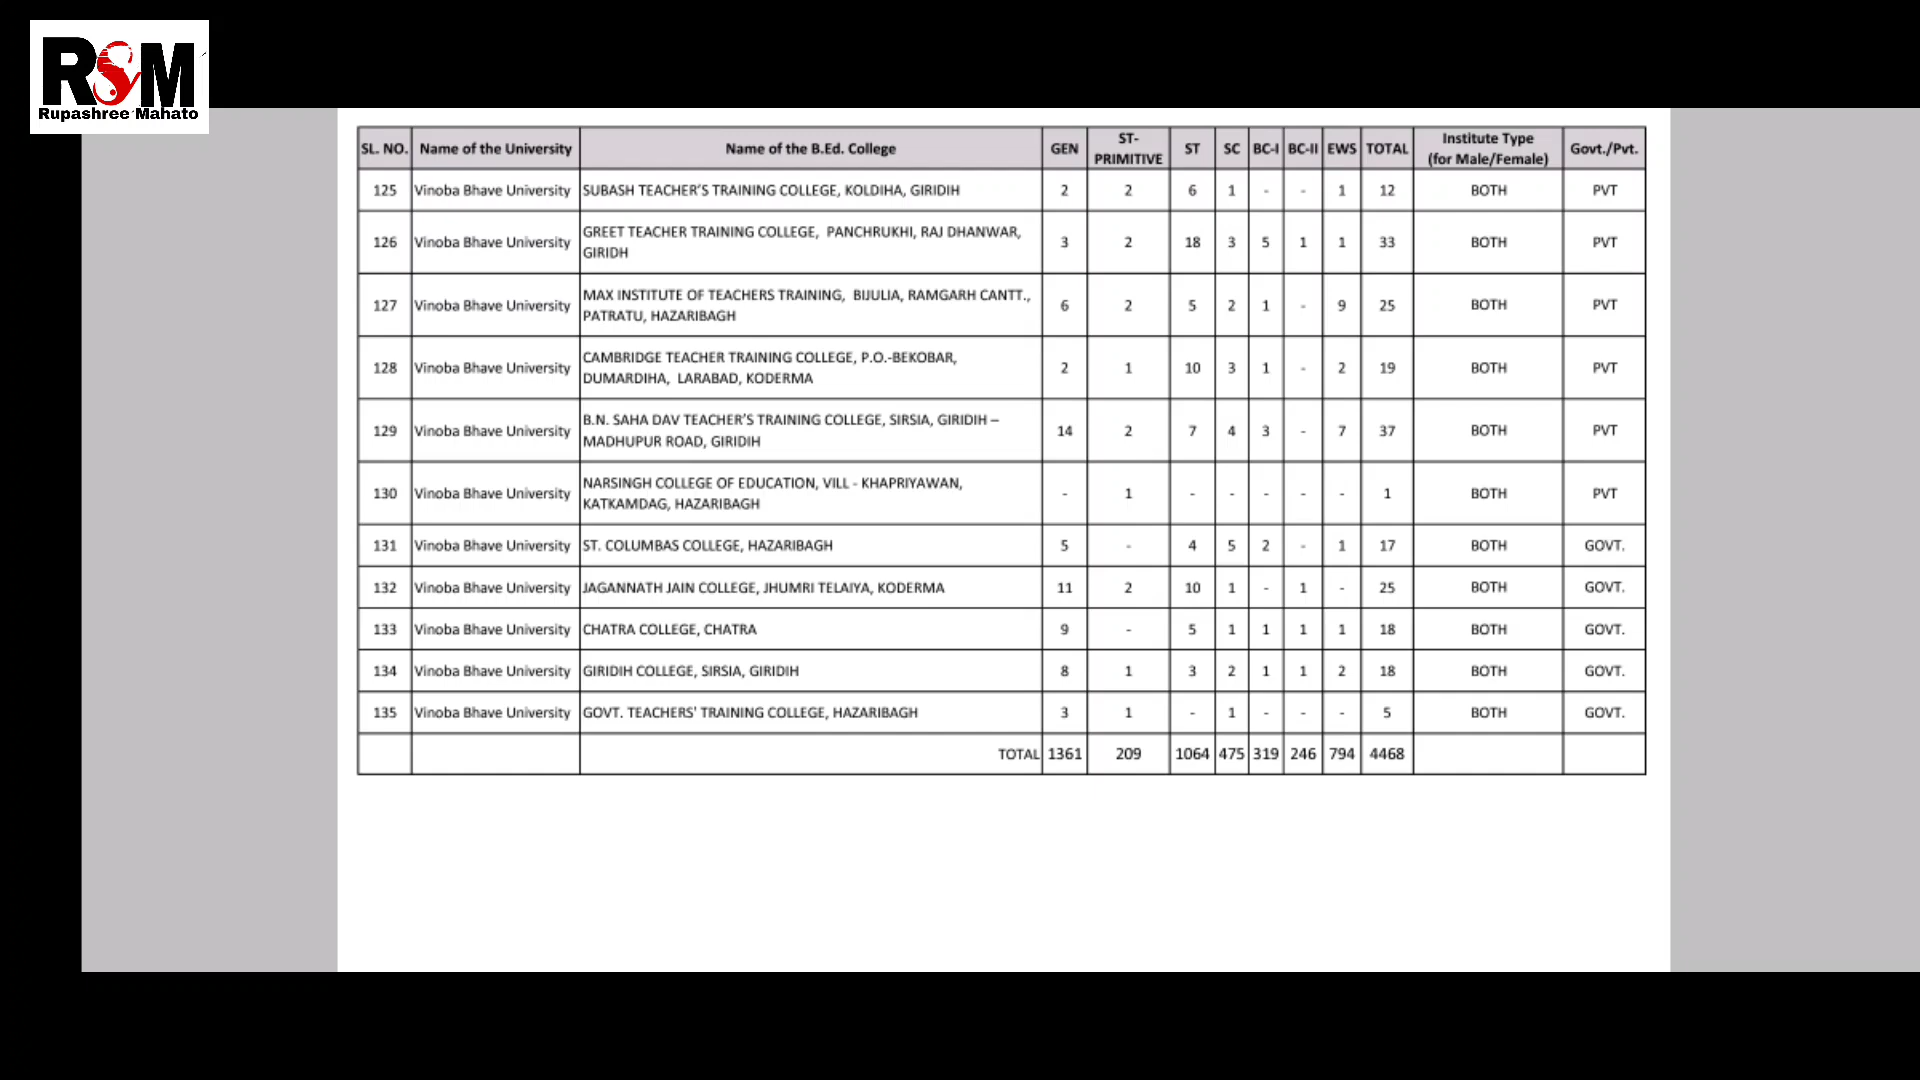 RSM
Rupashree Mahato
SL. NO. Name of the University Name of the B.Ed. College GEN ST-PRIMITIVE ST SC BC-I BC-II EWS TOTAL Institute Type (for Male/Female) Govt./Pvt.
125 Vinoba Bhave University SUBASH TEACHER'S TRAINING COLLEGE, KOLDIHA, GIRIDIH 2 2 6 1 - - 1 12 BOTH PVT
126 Vinoba Bhave University GREET TEACHER TRAINING COLLEGE, PANCHRUKHI, RAJ DHANWAR, GIRIDH 3 2 18 3 5 1 1 33 BOTH PVT
127 Vinoba Bhave University MAX INSTITUTE OF TEACHERS TRAINING, BIJULIA, RAMGARH CANTT., PATRATU, HAZARIBAGH 6 2 5 2 1 - 9 25 BOTH PVT
128 Vinoba Bhave University CAMBRIDGE TEACHER TRAINING COLLEGE, P.O.-BEKOBAR, DUMARDIHA, LARABAD, KODERMA 2 1 10 3 1 - 2 19 BOTH PVT
129 Vinoba Bhave University B.N. SAHA DAV TEACHER'S TRAINING COLLEGE, SIRSIA, GIRIDIH – MADHUPUR ROAD, GIRIDIH 14 2 7 4 3 - 7 37 BOTH PVT
130 Vinoba Bhave University NARSINGH COLLEGE OF EDUCATION, VILL - KHAPRIYAWAN, KATKAMDAG, HAZARIBAGH - 1 - - - - - 1 BOTH PVT
131 Vinoba Bhave University ST. COLUMBAS COLLEGE, HAZARIBAGH 5 - 4 5 2 - 1 17 BOTH GOVT.
132 Vinoba Bhave University JAGANNATH JAIN COLLEGE, JHUMRI TELAIYA, KODERMA 11 2 10 1 - 1 - 25 BOTH GOVT.
133 Vinoba Bhave University CHATRA COLLEGE, CHATRA 9 - 5 1 1 1 1 18 BOTH GOVT.
134 Vinoba Bhave University GIRIDIH COLLEGE, SIRSIA, GIRIDIH 8 1 3 2 1 1 2 18 BOTH GOVT.
135 Vinoba Bhave University GOVT. TEACHERS' TRAINING COLLEGE, HAZARIBAGH 3 1 - 1 - - - 5 BOTH GOVT.
TOTAL 1361 209 1064 475 319 246 794 4468